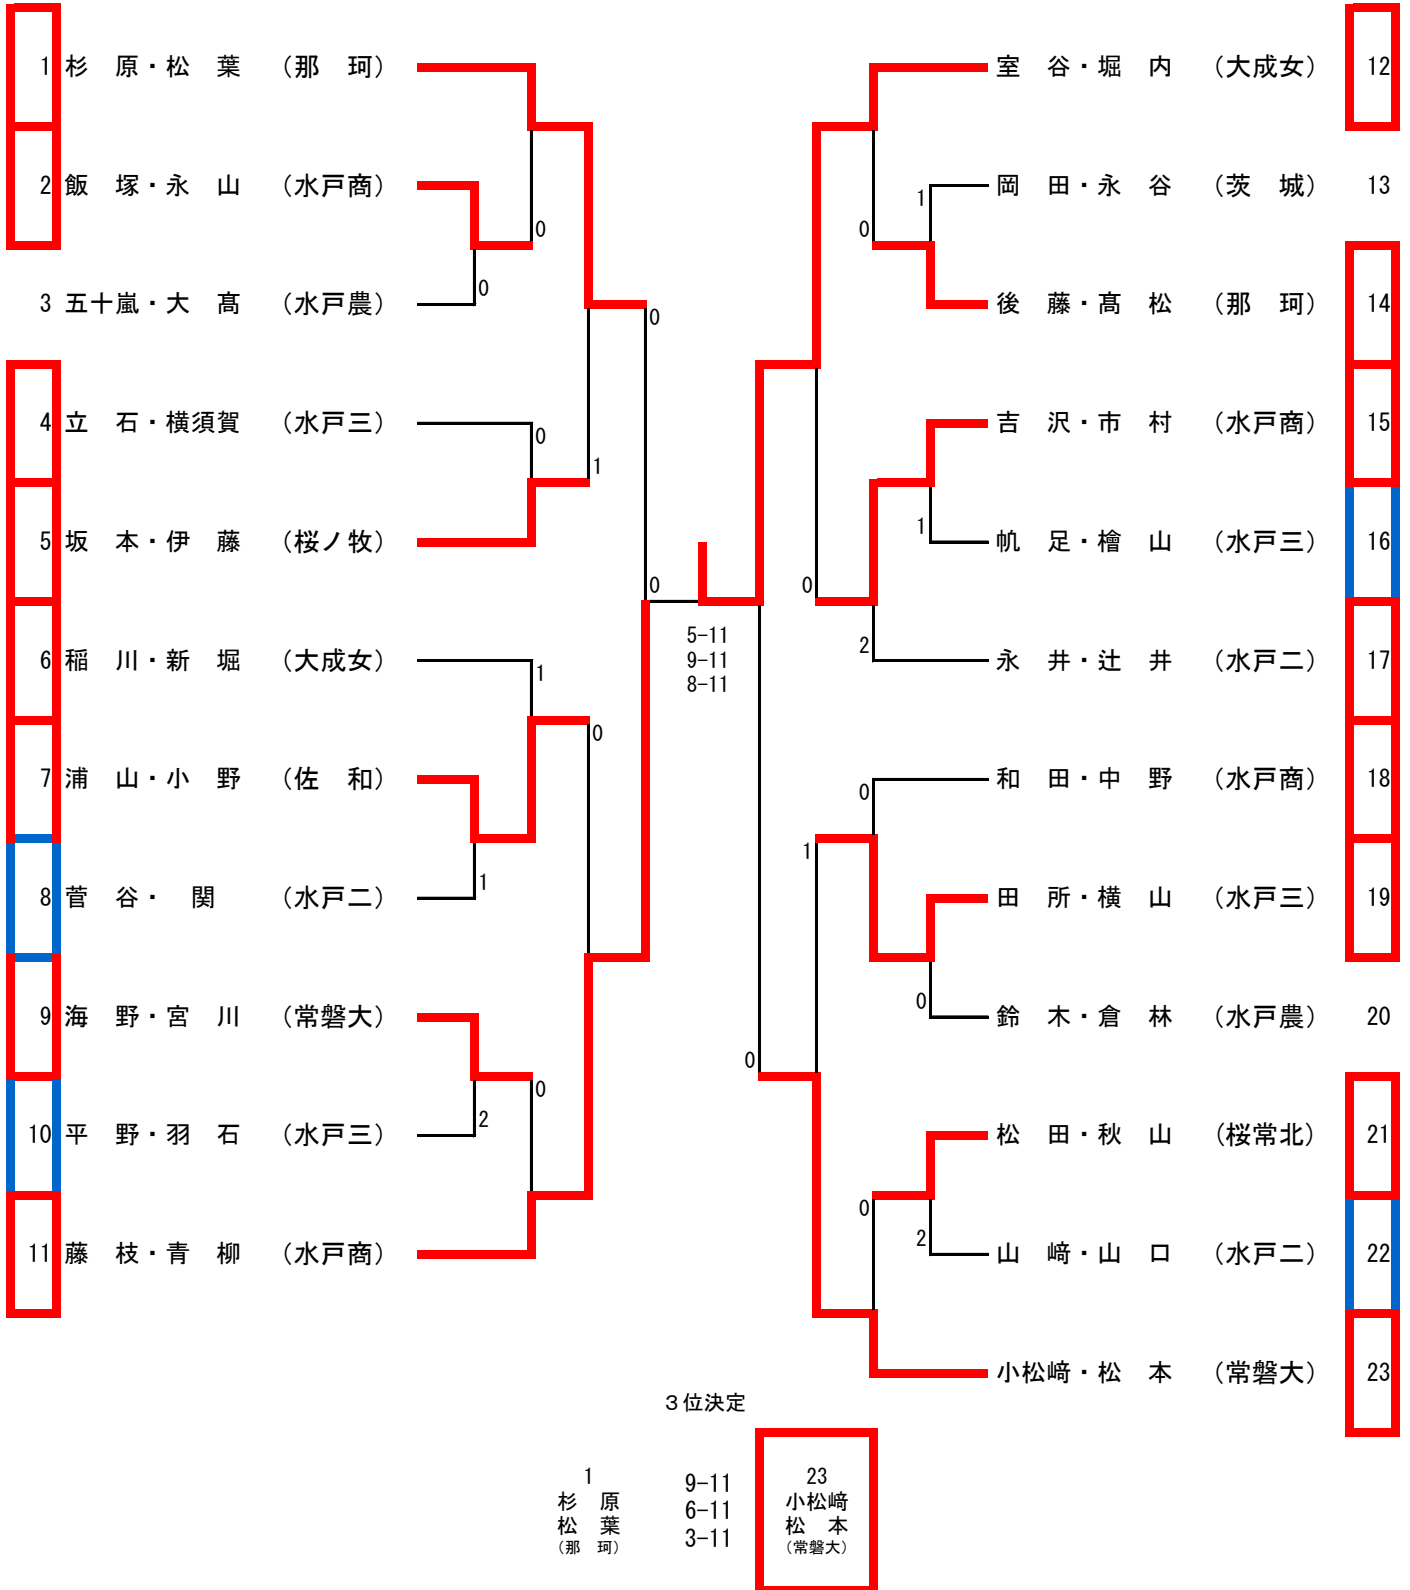 1 杉　原・松　葉　（那　珂）
2 飯　塚・永　山　（水戸商）
0
3 五十嵐・大　髙　（水戸農）
0
0
4 立　石・横須賀　（水戸三）
0
1
5 坂　本・伊　藤　（桜ノ牧）
0
6 稲　川・新　堀　（大成女）
1
0
7 浦　山・小　野　（佐　和）
8 菅　谷・　関　　（水戸二）
1
9 海　野・宮　川　（常磐大）
0
10 平　野・羽　石　（水戸三）
2
11 藤　枝・青　柳　（水戸商）
5-11
9-11
8-11
室　谷・堀　内　（大成女） 12
岡　田・永　谷　（茨　城） 13
1
0
後　藤・髙　松　（那　珂） 14
吉　沢・市　村　（水戸商） 15
1
帆　足・檜　山　（水戸三） 16
0
2
永　井・辻　井　（水戸二） 17
和　田・中　野　（水戸商） 18
0
1
田　所・横　山　（水戸三） 19
0
鈴　木・倉　林　（水戸農） 20
0
松　田・秋　山　（桜常北） 21
0
2
山　﨑・山　口　（水戸二） 22
小松﨑・松　本　（常磐大） 23
３位決定
1
杉　原
松　葉
（那　珂）
9-11
6-11
3-11
23
小松﨑
松　本
（常磐大）